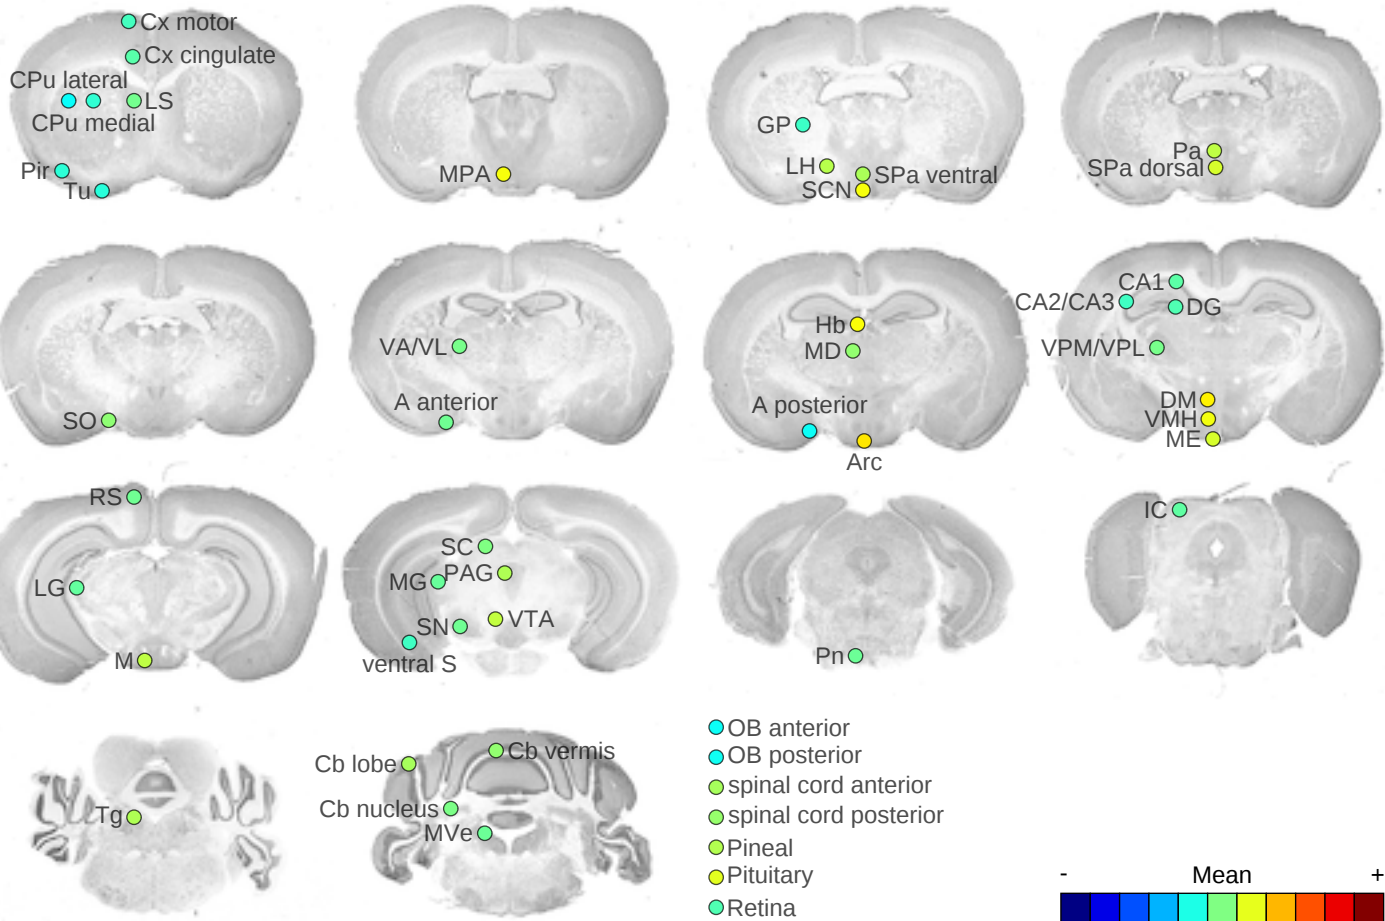 Cx motor
Cx cingulate
CPu lateral
LS
CPu medial
Pir
Tu
MPA
GP
LH
SPa ventral
SCN
Pa
SPa dorsal
SO
VA/VL
A anterior
Hb
MD
A posterior
Arc
CA1
CA2/CA3
DG
VPM/VPL
DM
VMH
ME
RS
LG
M
SC
MG
PAG
SN
VTA
ventral S
Pn
IC
Tg
Cb vermis
Cb lobe
Cb nucleus
MVe
OB anterior
OB posterior
spinal cord anterior
spinal cord posterior
Pineal
Pituitary
Retina
- Mean +